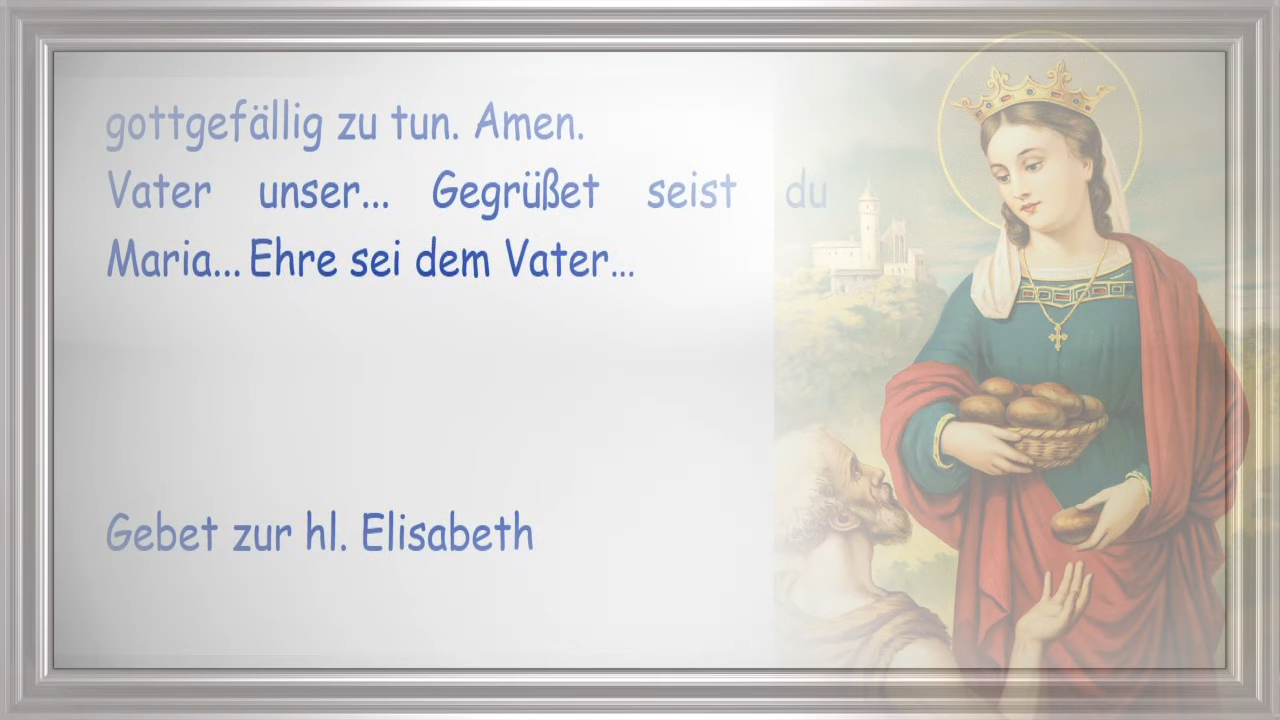 gottgefällig zu tun. Amen.
Vater unser... Gegrüßet seist du
Maria... Ehre sei dem Vater...
Gebet zur hl. Elisabeth